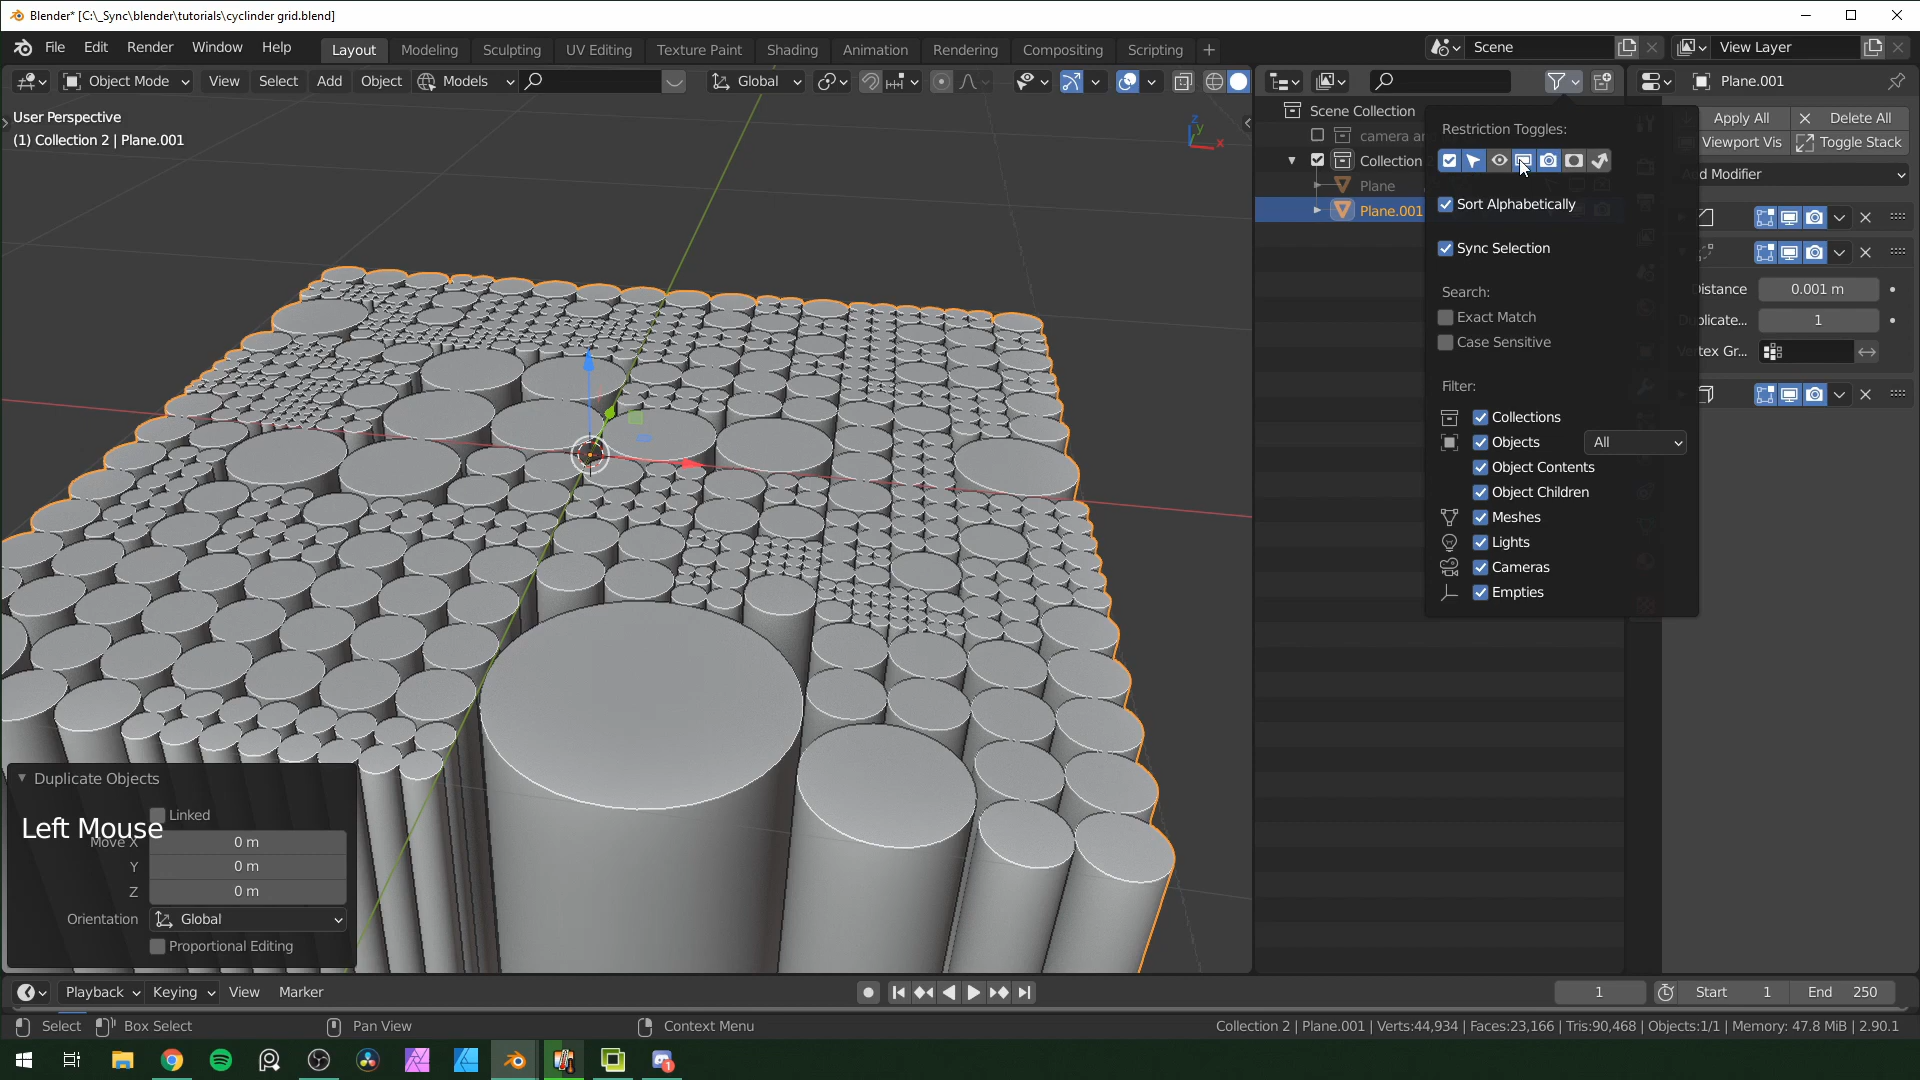 Blender* [C:\_Sync\blender\tutorials\cyclinder grid.blend]
File Edit Render Window Help
Layout Modeling Sculpting UV Editing Texture Paint Shading Animation Rendering Compositing Scripting +
Scene
View Layer
Object Mode View Select Add Object Models
Global
Plane.001
User Perspective
(1) Collection 2 | Plane.001
Z
Y
X
Scene Collection
camera
Collection
Plane
Plane.001
Restriction Toggles:
Sort Alphabetically
Sync Selection
Search:
Exact Match
Case Sensitive
Filter:
Collections
Objects All
Object Contents
Object Children
Meshes
Lights
Cameras
Empties
Apply All Delete All
Viewport Vis Toggle Stack
Modifier
0.001 m
1
Duplicate Objects
Linked
Left Mouse
Move X 0 m
Y 0 m
Z 0 m
Orientation Global
Proportional Editing
Playback Keying View Marker
1 Start 1 End 250
Select Box Select Pan View Context Menu
Collection 2 | Plane.001 | Verts:44,934 | Faces:23,166 | Tris:90,468 | Objects:1/1 | Memory: 47.8 MiB | 2.90.1
1